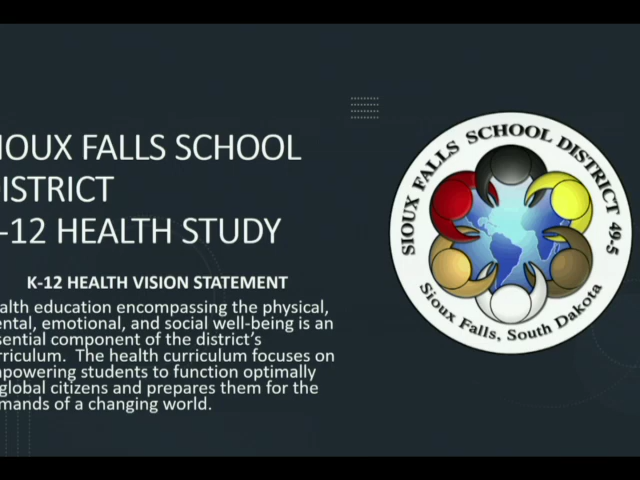 IOUX FALLS SCHOOL
ISTRICT
-12 HEALTH STUDY
K-12 HEALTH VISION STATEMENT
alth education encompassing the physical,
ental, emotional, and social well-being is an
sential component of the district's
rriculum. The health curriculum focuses on
powering students to function optimally
global citizens and prepares them for the
mands of a changing world.
SIOUX FALLS SCHOOL DISTRICT 49-5
Sioux Falls, South Dakota